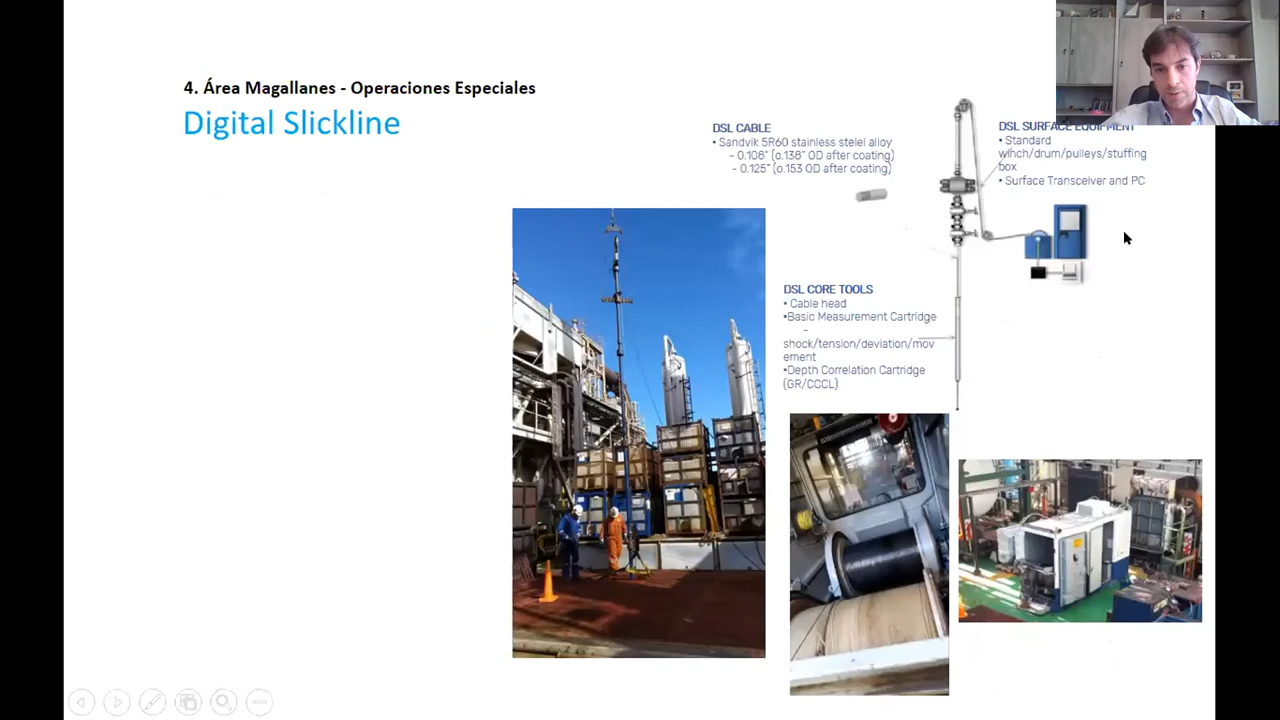 4. Área Magallanes - Operaciones Especiales
Digital Slickline
DSL CABLE
• Sandvik 5R60 stainless stelel alloy
- 0.108" (o.138" OD after coating)
- 0.125" (o.153 OD after coating)
DSL SURFACE EQUIPMENT
• Standard
winch/drum/pulleys/stuffing
box
• Surface Transceiver and PC
DSL CORE TOOLS
• Cable head
•Basic Measurement Cartridge
-
shock/tension/deviation/mov
ement
•Depth Correlation Cartridge
(GR/CCCL)